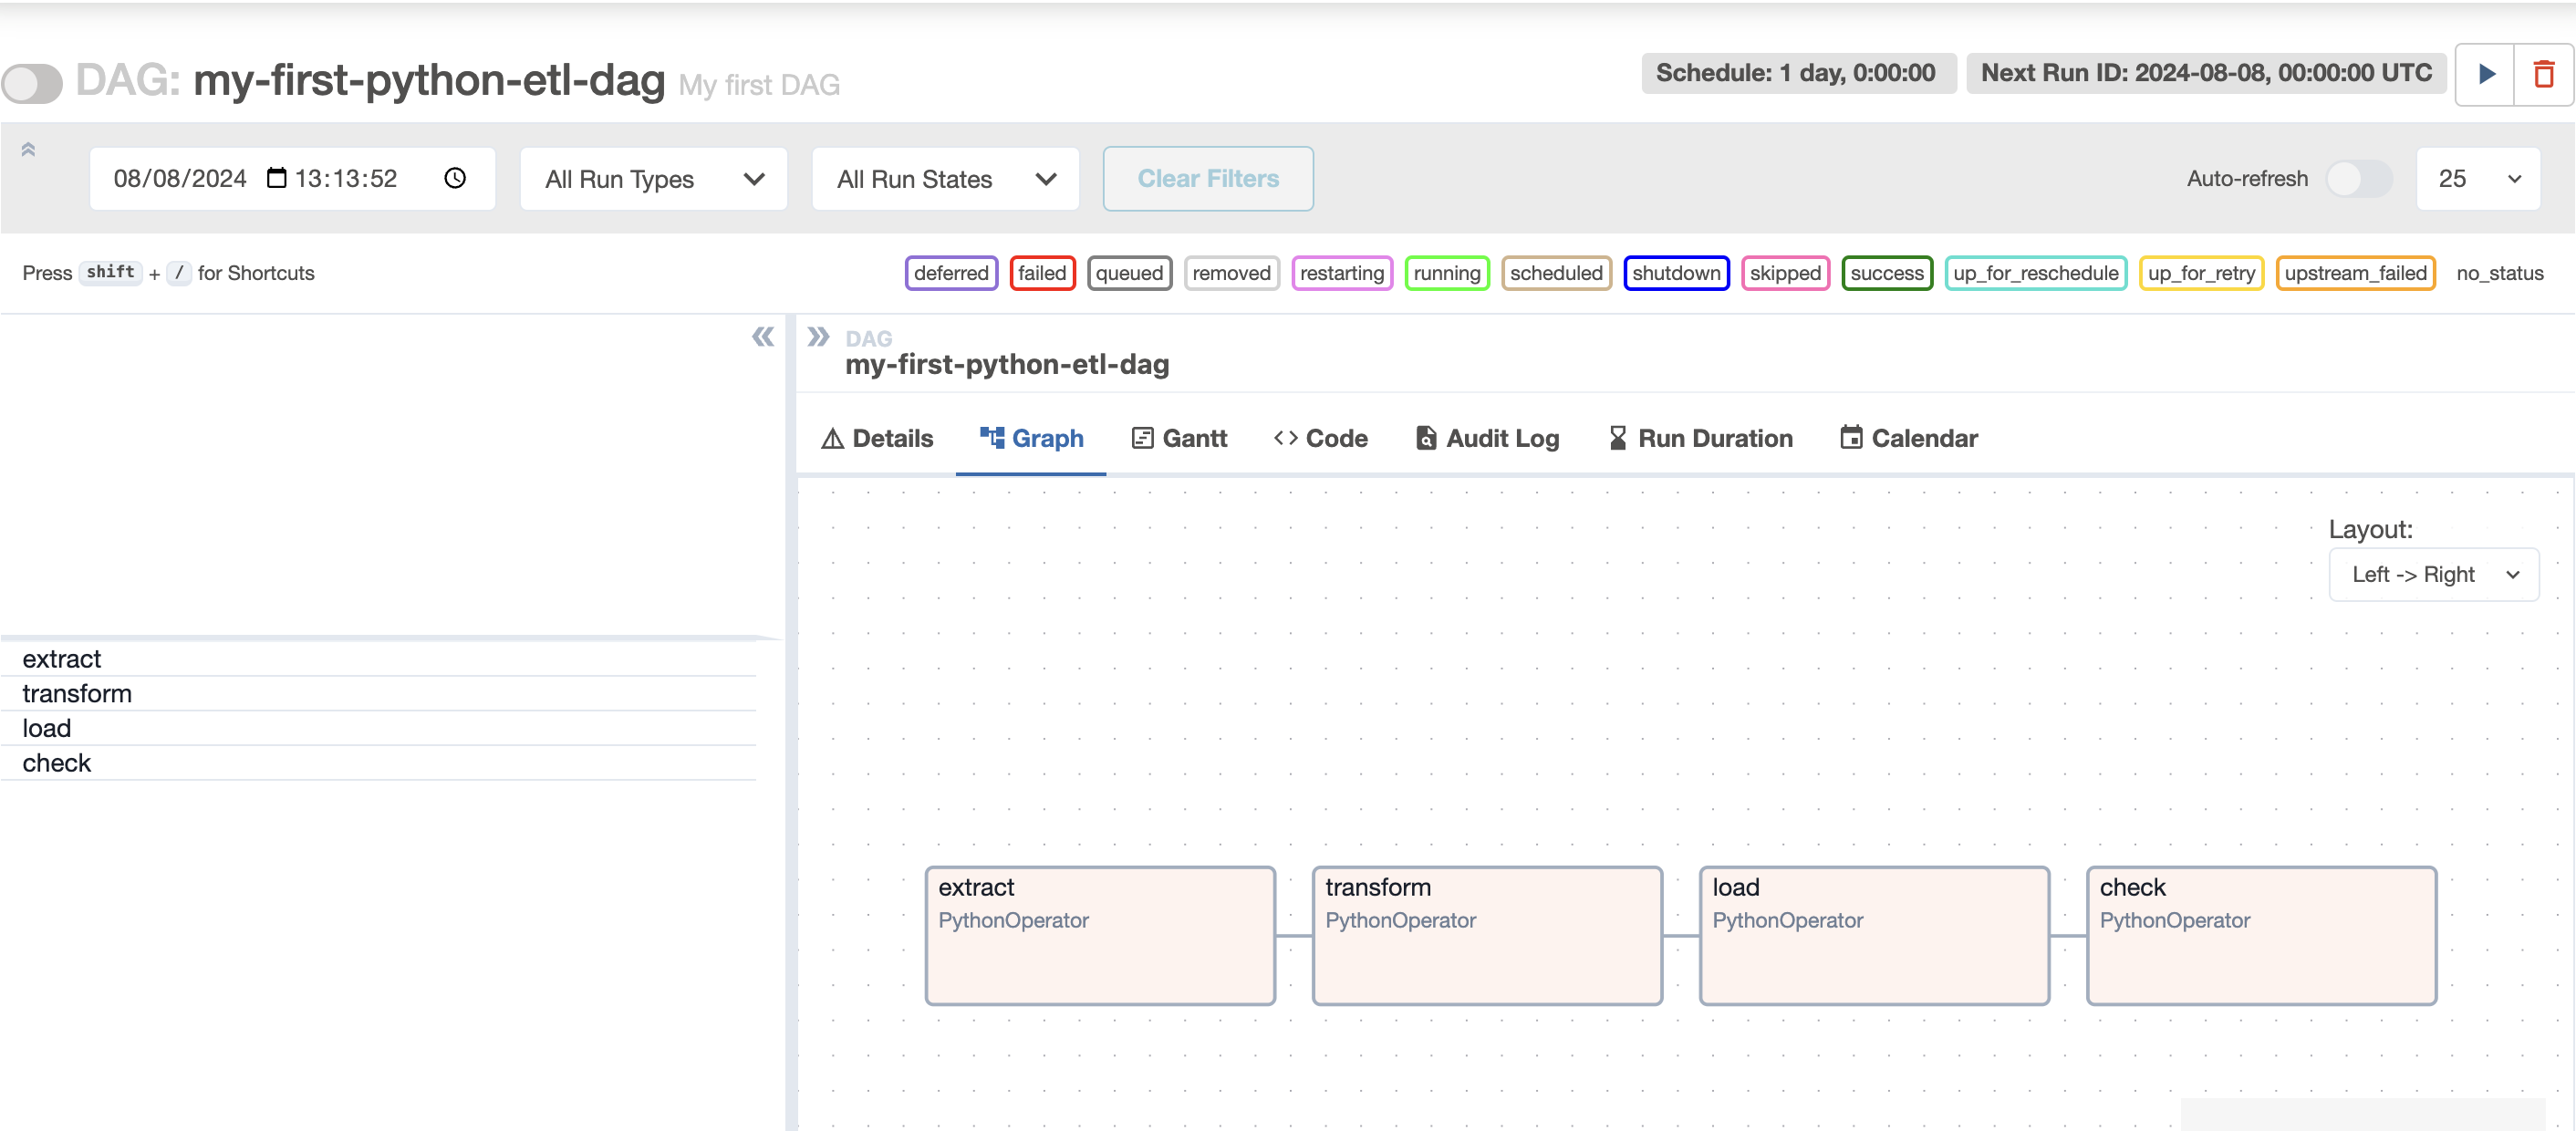 DAG: my-first-python-etl-dag My first DAG
Schedule: 1 day, 0:00:00 Next Run ID: 2024-08-08, 00:00:00 UTC
08/08/2024 13:13:52 All Run Types All Run States Clear Filters Auto-refresh 25
Press shift + / for Shortcuts
deferred failed queued removed restarting running scheduled shutdown skipped success up_for_reschedule up_for_retry upstream_failed no_status
DAG
my-first-python-etl-dag
Details Graph Gantt Code Audit Log Run Duration Calendar
Layout:
Left -> Right
extract
transform
load
check
extract
PythonOperator
transform
PythonOperator
load
PythonOperator
check
PythonOperator